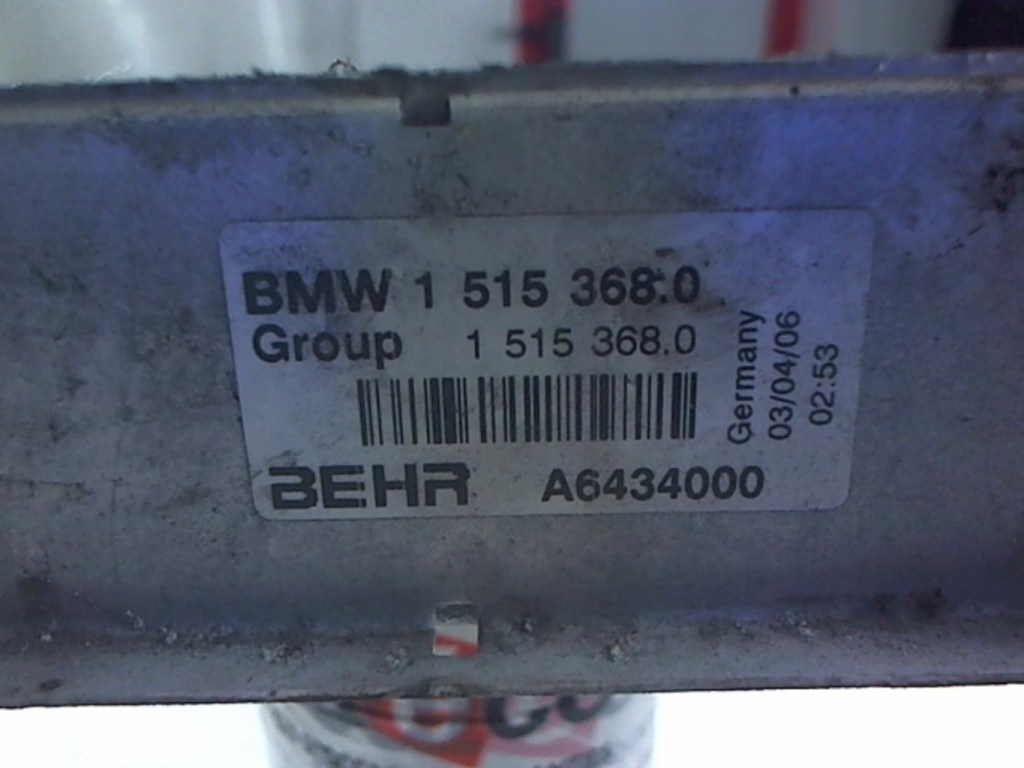 BMW 1 515 368.0
Group 1 515 368.0
Germany
03/04/06
02:53
BEHR A6434000